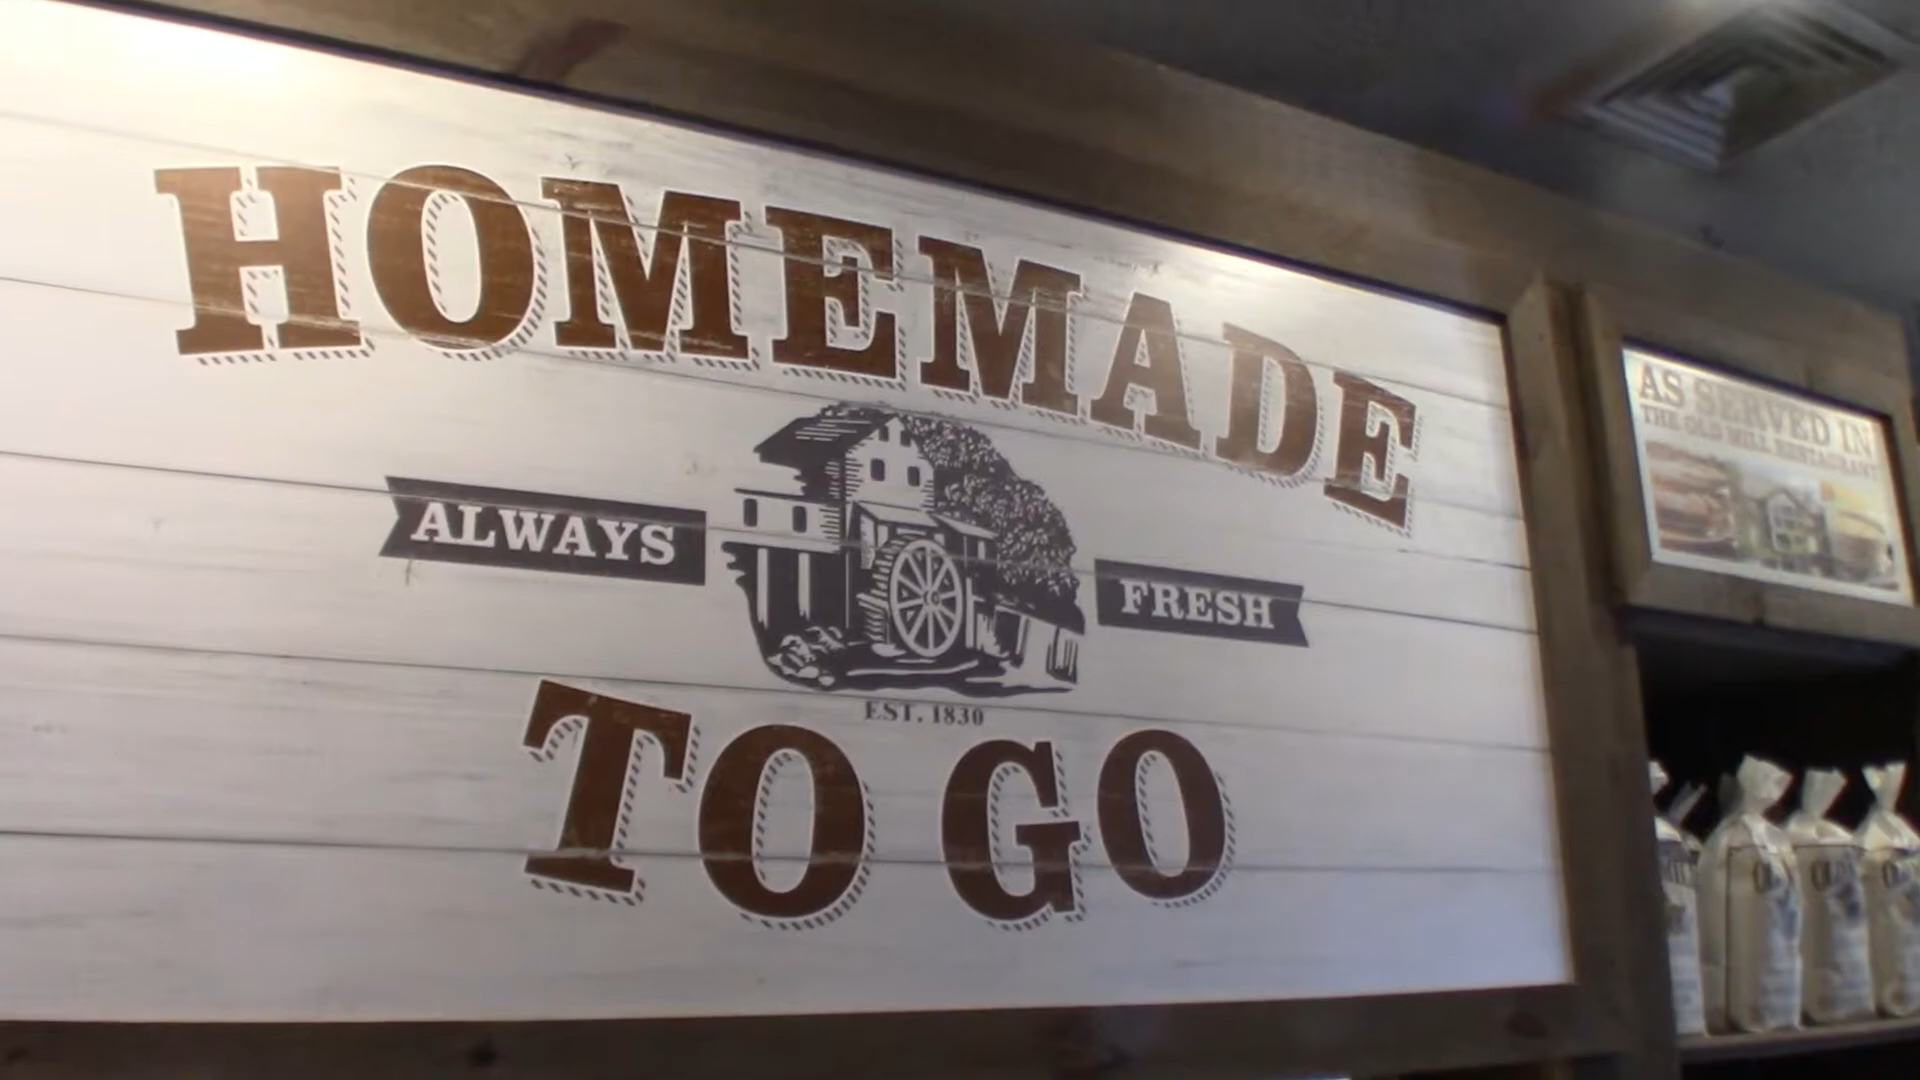 HOMEMADE
ALWAYS FRESH
EST. 1830
TO GO
AS SERVED IN
THE OLD MILL RESTAURANT